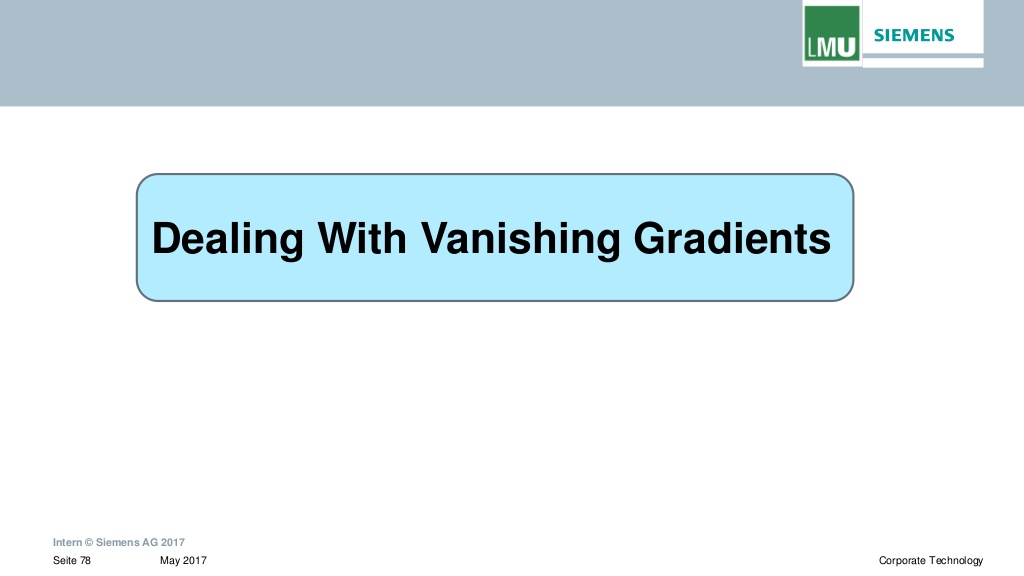 LMU
SIEMENS
Dealing With Vanishing Gradients
Intern © Siemens AG 2017
Seite 78 May 2017 Corporate Technology